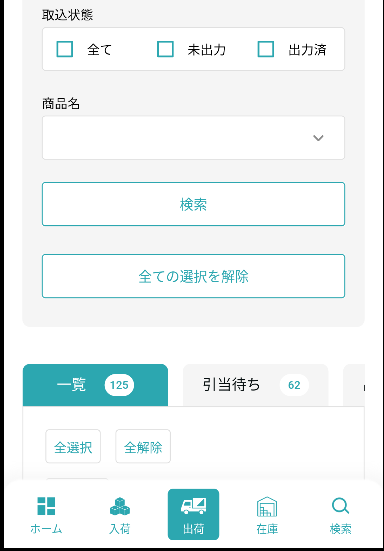 取込状態
全て 未出力 出力済
商品名
検索
全ての選択を解除
一覧 125 引当待ち 62
全選択 全解除
ホーム 入荷 出荷 在庫 検索